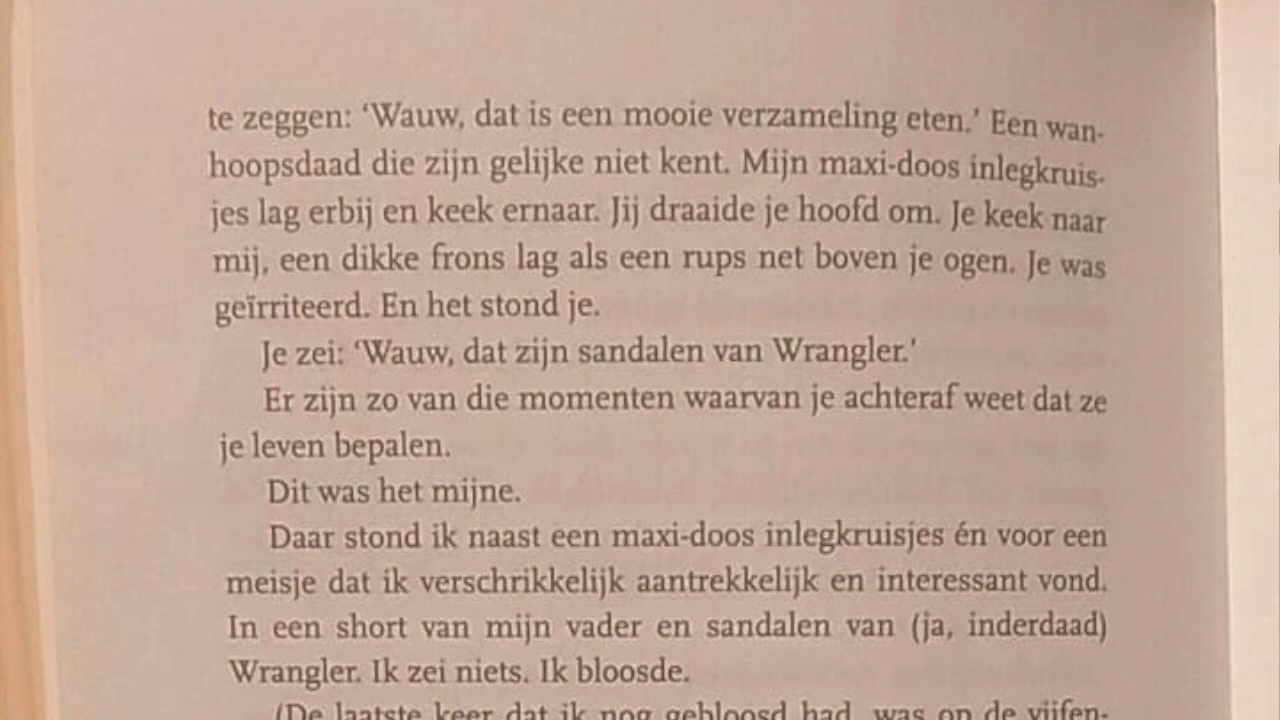 te zeggen: ‘Wauw, dat is een mooie verzameling eten.’ Een wan-
hoopsdaad die zijn gelijke niet kent. Mijn maxi-doos inlegkruis-
jes lag erbij en keek ernaar. Jij draaide je hoofd om. Je keek naar
mij, een dikke frons lag als een rups net boven je ogen. Je was
geïrriteerd. En het stond je.
Je zei: ‘Wauw, dat zijn sandalen van Wrangler.’
Er zijn zo van die momenten waarvan je achteraf weet dat ze
je leven bepalen.
Dit was het mijne.
Daar stond ik naast een maxi-doos inlegkruisjes én voor een
meisje dat ik verschrikkelijk aantrekkelijk en interessant vond.
In een short van mijn vader en sandalen van (ja, inderdaad)
Wrangler. Ik zei niets. Ik bloosde.
(De laatste keer dat ik nog gebloosd had, was op de vijfen-